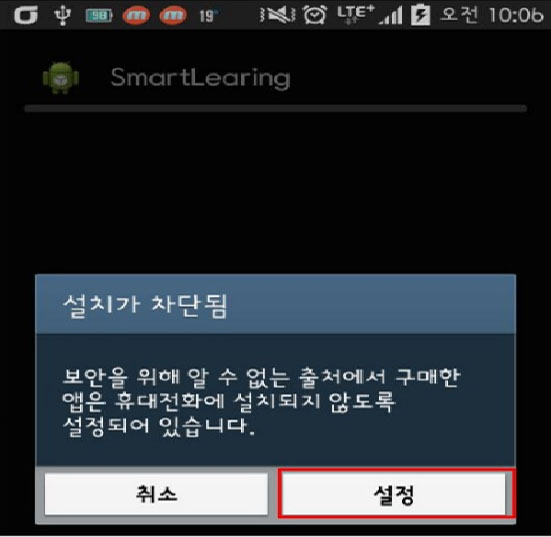 98 m m 19° LTE+ 오전 10:06
SmartLearing
설치가 차단됨
보안을 위해 알 수 없는 출처에서 구매한
앱은 휴대전화에 설치되지 않도록
설정되어 있습니다.
취소 설정